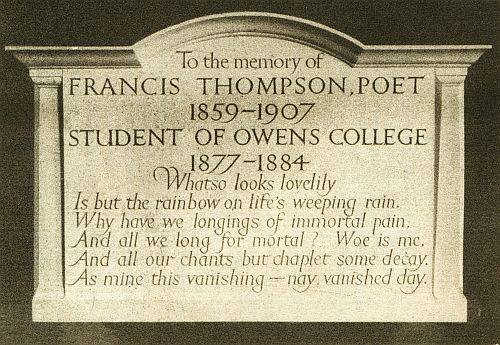 To the memory of
FRANCIS THOMPSON, POET
1859–1907
STUDENT OF OWENS COLLEGE
1877–1884
Whatso looks lovelily
Is but the rainbow on life's weeping rain.
Why have we longings of immortal pain,
And all we long for mortal? Woe is me,
And all our chants but chaplet some decay,
As mine this vanishing — nay, vanished day.